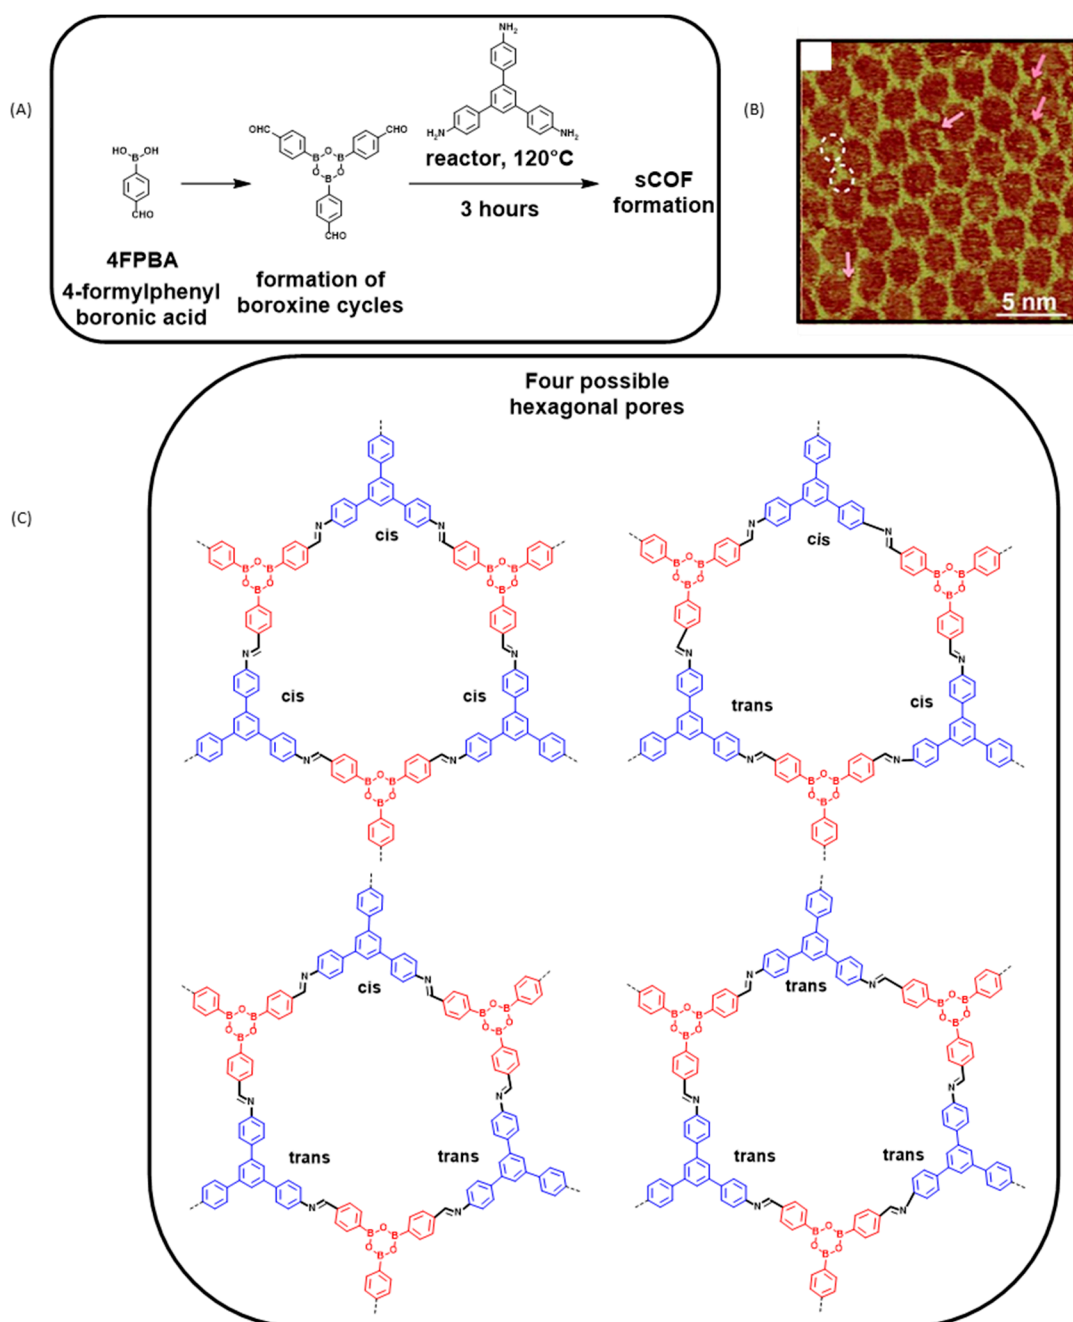 (A)
HO OH
B
CHO
4FPBA
4-formylphenyl
boronic acid
OHC
CHO
B O B
O O
B
CHO
formation of
boroxine cycles
NH₂
H₂N
NH₂
reactor, 120°C
3 hours
sCOF
formation
(B)
5 nm
Four possible
hexagonal pores
(C)
N
N
cis
B O B
O O
B
B O B
O O
B
N
N
cis
cis
N
N
B O B
O O
B
N
N
cis
B O B
O O
B
B O B
O O
B
N
N
trans
cis
N
N
B O B
O O
B
N
N
cis
B O B
O O
B
B O B
O O
B
N
N
trans
trans
N
N
B O B
O O
B
N
N
trans
B O B
O O
B
B O B
O O
B
N
N
trans
trans
N
N
B O B
O O
B